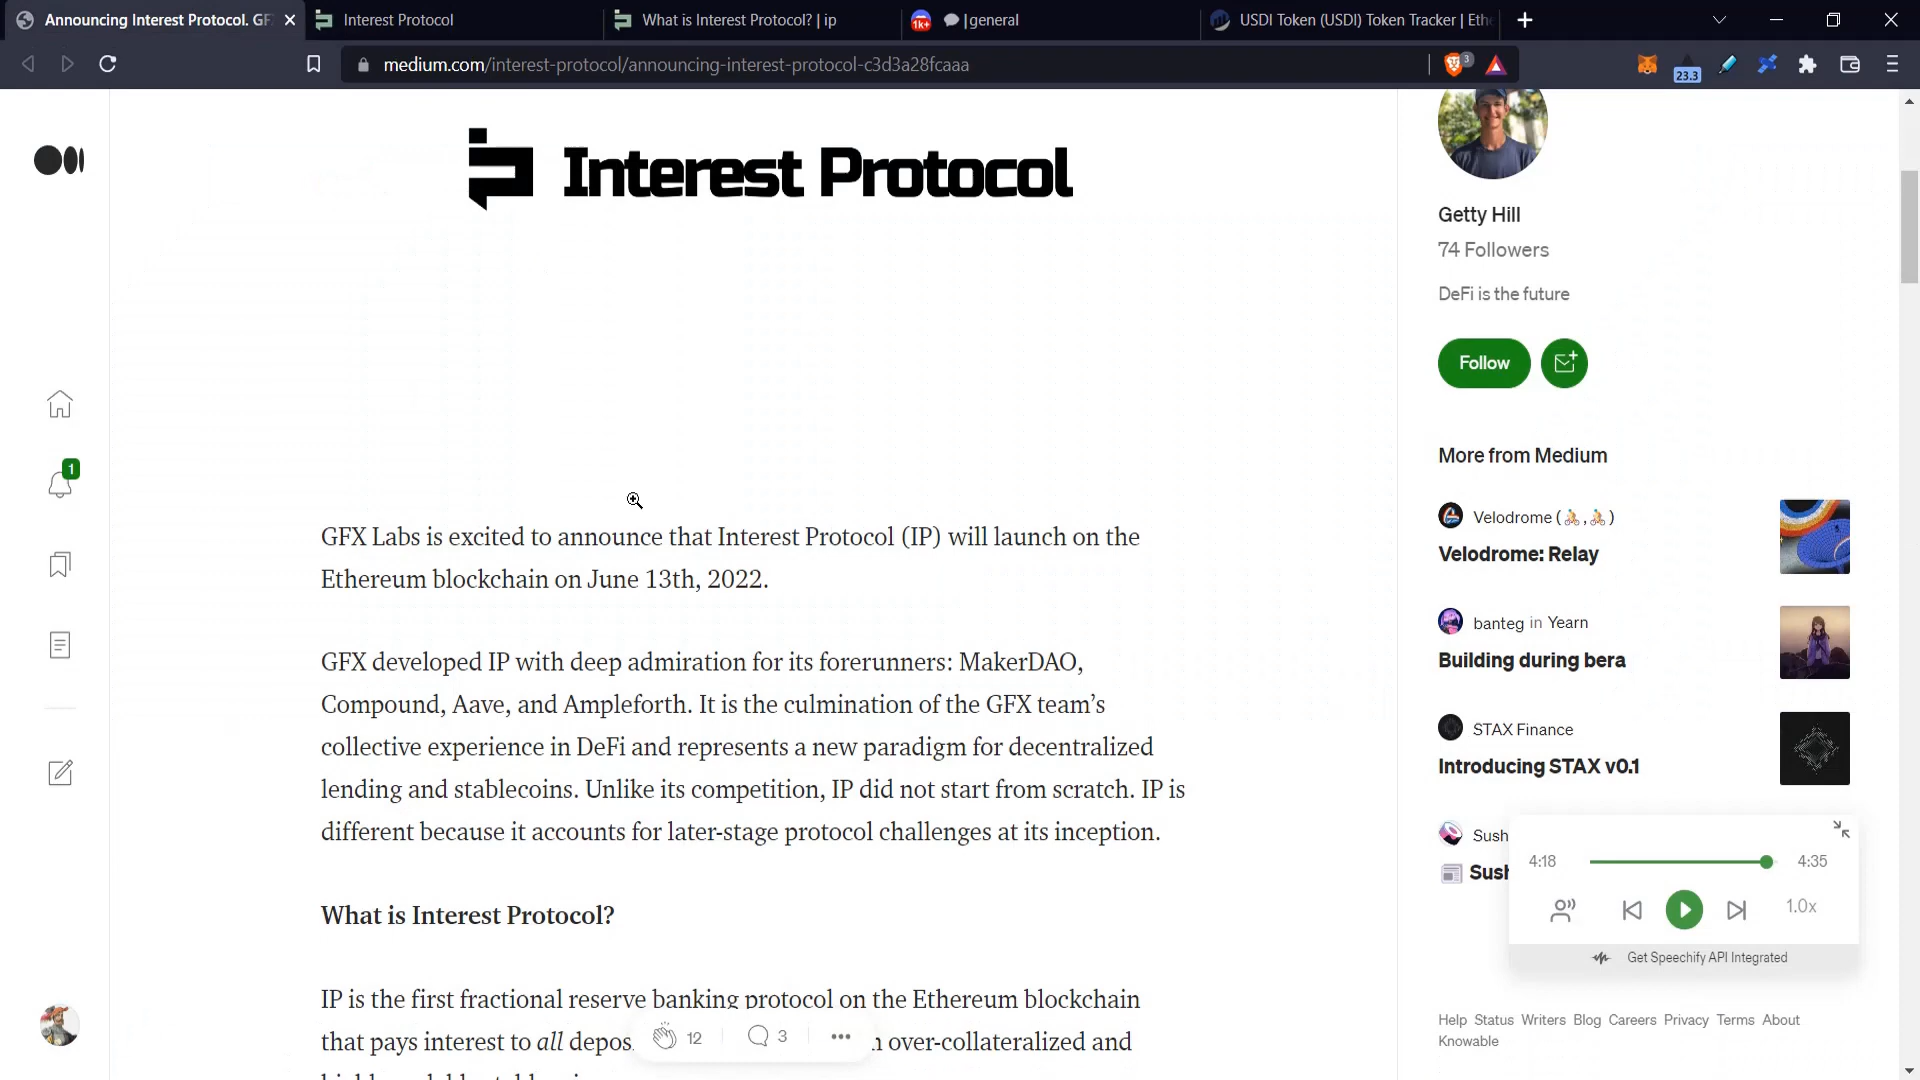 Announcing Interest Protocol. GF
Interest Protocol
What is Interest Protocol? | ip
1k+
|general
USDI Token (USDI) Token Tracker | Eth
medium.com/interest-protocol/announcing-interest-protocol-c3d3a28fcaaa
3
23.3
Interest Protocol
GFX Labs is excited to announce that Interest Protocol (IP) will launch on the
Ethereum blockchain on June 13th, 2022.
GFX developed IP with deep admiration for its forerunners: MakerDAO,
Compound, Aave, and Ampleforth. It is the culmination of the GFX team’s
collective experience in DeFi and represents a new paradigm for decentralized
lending and stablecoins. Unlike its competition, IP did not start from scratch. IP is
different because it accounts for later-stage protocol challenges at its inception.
What is Interest Protocol?
IP is the first fractional reserve banking protocol on the Ethereum blockchain
that pays interest to all depos
over-collateralized and
12
3
1
Getty Hill
74 Followers
DeFi is the future
Follow
More from Medium
Velodrome (🚴,🚴)
Velodrome: Relay
banteg in Yearn
Building during bera
STAX Finance
Introducing STAX v0.1
Sush
Sush
4:18
4:35
1.0x
Get Speechify API Integrated
Help Status Writers Blog Careers Privacy Terms About
Knowable